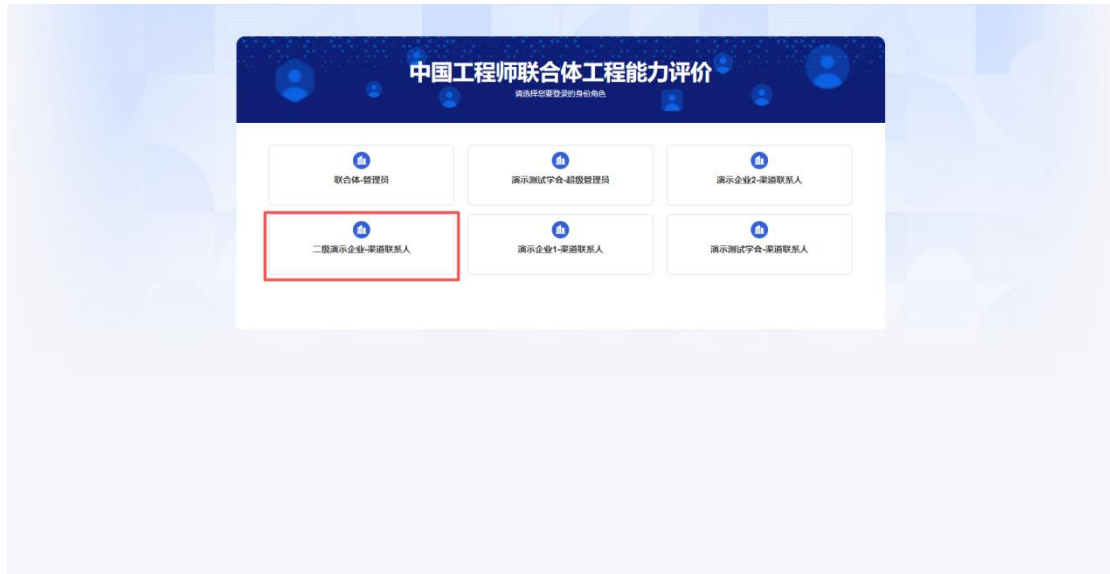 中国工程师联合体工程能力评价
请选择您要登录的身份角色
联合体-管理员
演示测试学会-超级管理员
演示企业2-渠道联系人
二级演示企业-渠道联系人
演示企业1-渠道联系人
演示测试学会-渠道联系人